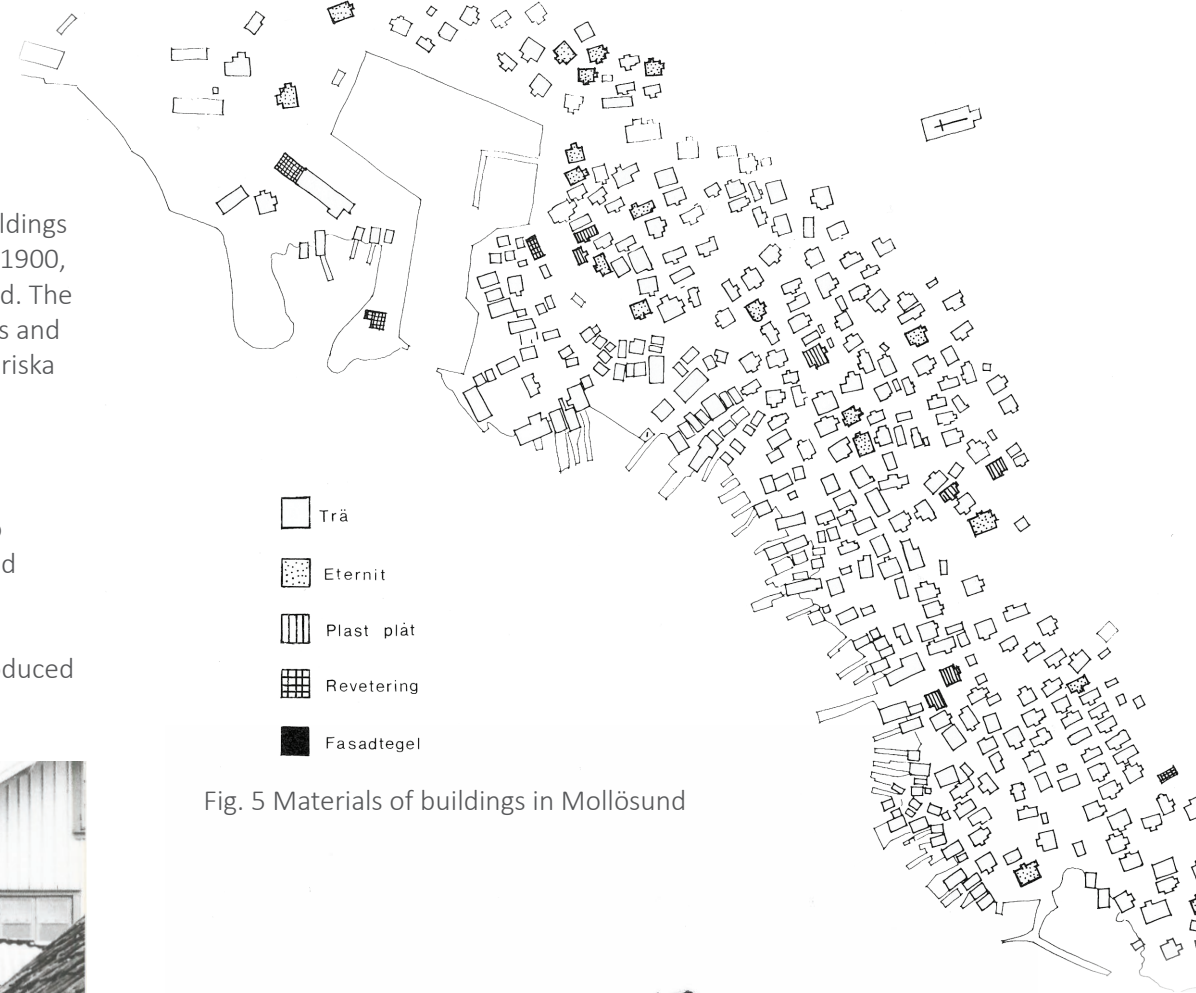 ldings
1900,
d. The
s and
riska
d
duced
Trä
Eternit
Plast plåt
Revetering
Fasadtegel
Fig. 5 Materials of buildings in Mollösund